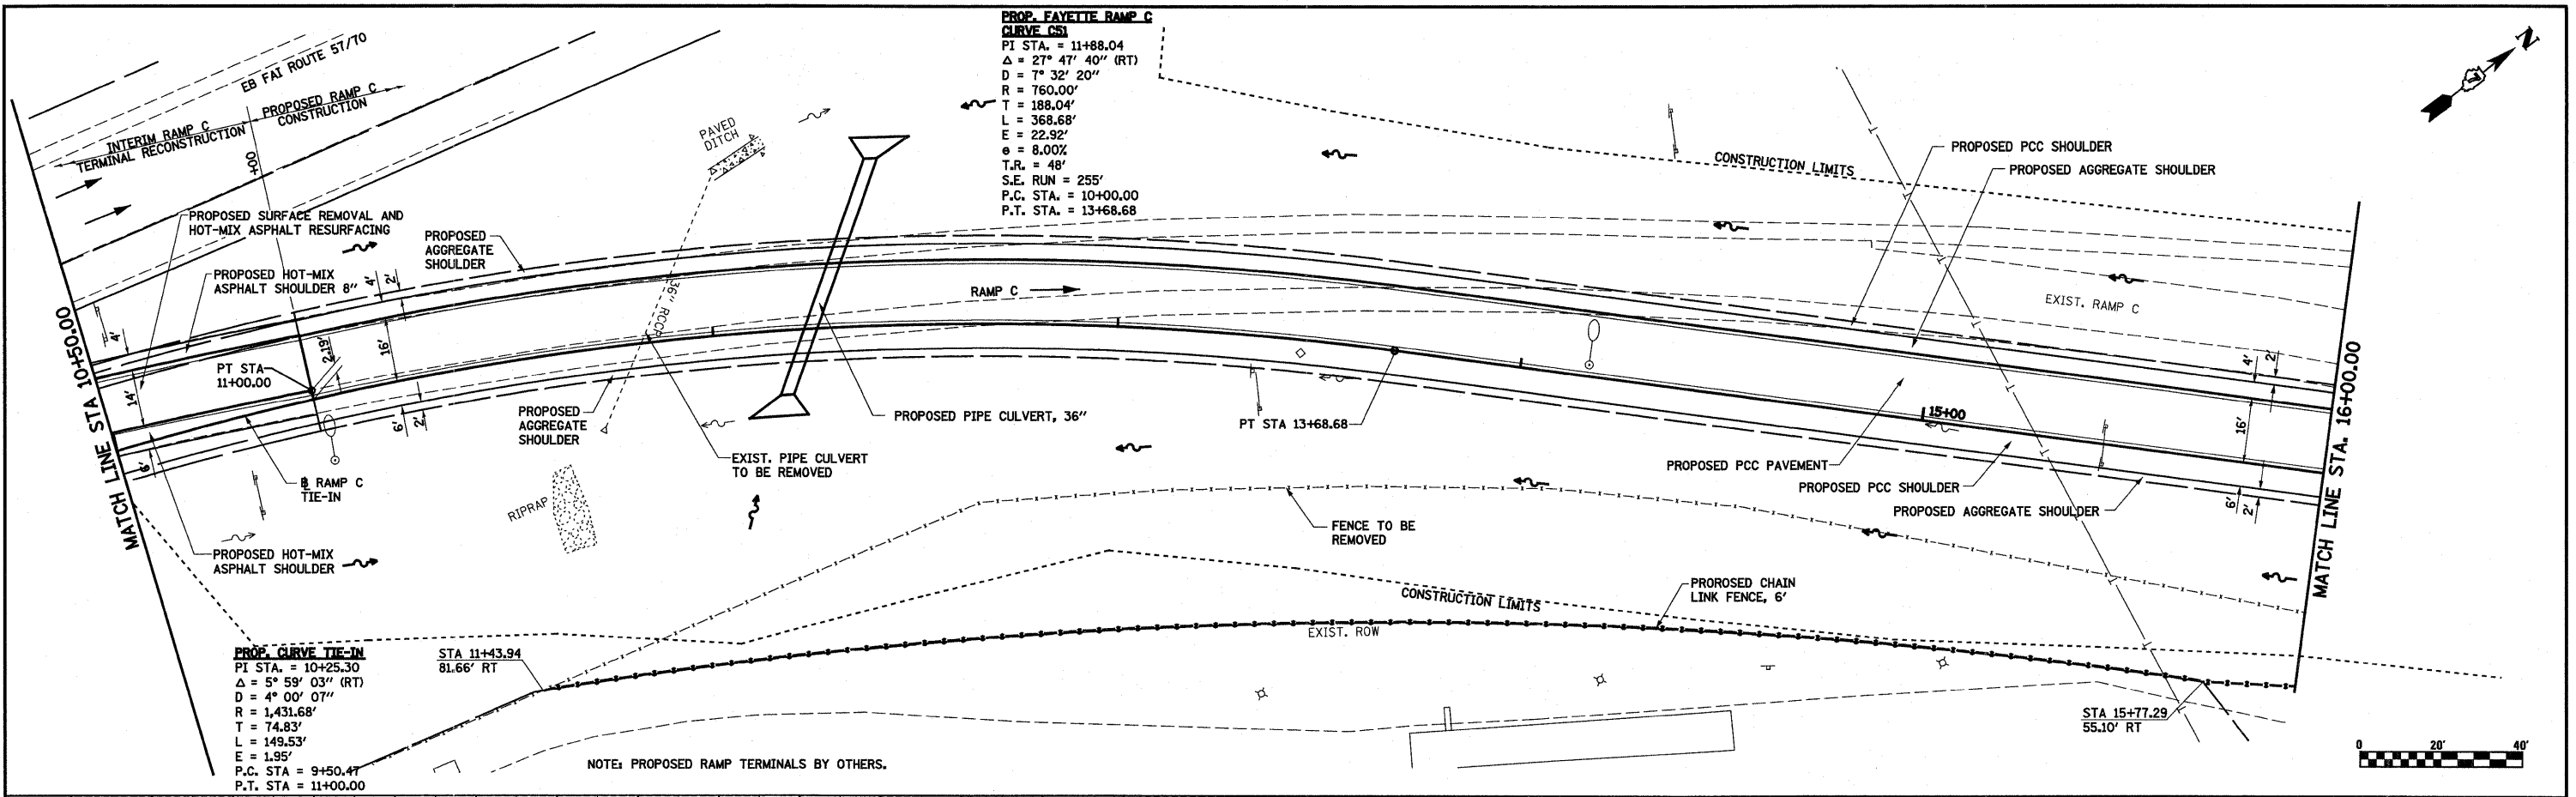 PROP. FAYETTE RAMP C
CURVE C51
PI STA. = 11+88.04
Δ = 27° 47' 40" (RT)
D = 7° 32' 20"
R = 760.00'
T = 188.04'
L = 368.68'
E = 22.92'
e = 8.00%
T.R. = 48'
S.E. RUN = 255'
P.C. STA. = 10+00.00
P.T. STA. = 13+68.68
N
EB FAI ROUTE 57/70
INTERIM RAMP C
TERMINAL RECONSTRUCTION
PROPOSED RAMP C
CONSTRUCTION
+00
PAVED
DITCH
CONSTRUCTION LIMITS
PROPOSED PCC SHOULDER
PROPOSED AGGREGATE SHOULDER
PROPOSED SURFACE REMOVAL AND
HOT-MIX ASPHALT RESURFACING
PROPOSED
AGGREGATE
SHOULDER
PROPOSED HOT-MIX
ASPHALT SHOULDER 8"
4'
2'
36" RCCP
RAMP C
EXIST. RAMP C
MATCH LINE STA 10+50.00
4'
14'
6'
PT STA
11+00.00
2.19'
16'
6'
2'
PROPOSED
AGGREGATE
SHOULDER
PROPOSED PIPE CULVERT, 36"
PT STA 13+68.68
15+00
4'
2'
16'
6'
2'
MATCH LINE STA. 16+00.00
EXIST. PIPE CULVERT
TO BE REMOVED
PROPOSED PCC PAVEMENT
PROPOSED PCC SHOULDER
PROPOSED AGGREGATE SHOULDER
℄ RAMP C
TIE-IN
RIPRAP
FENCE TO BE
REMOVED
PROPOSED HOT-MIX
ASPHALT SHOULDER
PROROSED CHAIN
LINK FENCE, 6'
CONSTRUCTION LIMITS
EXIST. ROW
PROP. CURVE TIE-IN
PI STA. = 10+25.30
Δ = 5° 59' 03" (RT)
D = 4° 00' 07"
R = 1,431.68'
T = 74.83'
L = 149.53'
E = 1.95'
P.C. STA = 9+50.47
P.T. STA = 11+00.00
STA 11+43.94
81.66' RT
STA 15+77.29
55.10' RT
NOTE: PROPOSED RAMP TERMINALS BY OTHERS.
0 20' 40'